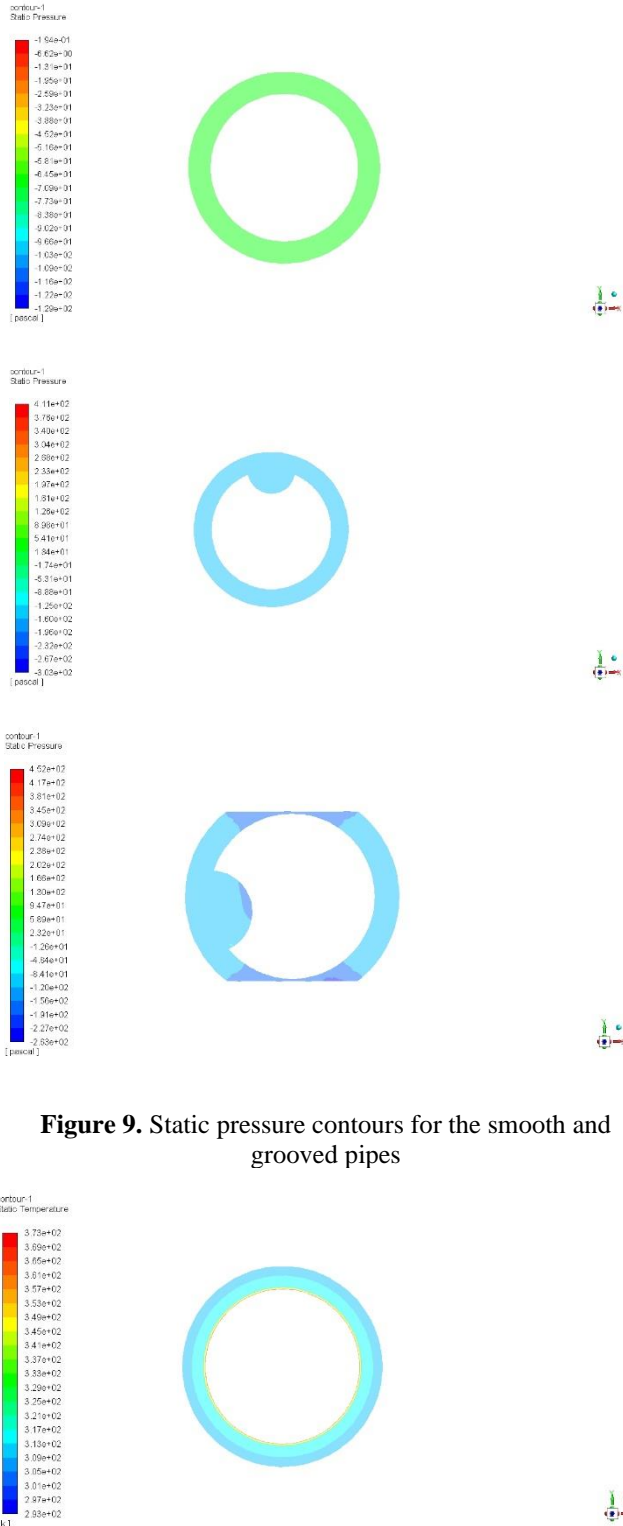 contour-1
Static Pressure
-1.94e-01
-6.62e+00
-1.31e+01
-1.95e+01
-2.59e+01
-3.23e+01
-3.88e+01
-4.52e+01
-5.16e+01
-5.81e+01
-6.45e+01
-7.09e+01
-7.73e+01
-8.38e+01
-9.02e+01
-9.66e+01
-1.03e+02
-1.09e+02
-1.16e+02
-1.22e+02
-1.29e+02
[ pascal ]
contour-1
Static Pressure
4.11e+02
3.76e+02
3.40e+02
3.04e+02
2.68e+02
2.33e+02
1.97e+02
1.61e+02
1.26e+02
8.98e+01
5.41e+01
1.84e+01
-1.74e+01
-5.31e+01
-8.88e+01
-1.25e+02
-1.60e+02
-1.96e+02
-2.32e+02
-2.67e+02
-3.03e+02
[ pascal ]
contour-1
Static Pressure
4.52e+02
4.17e+02
3.81e+02
3.45e+02
3.09e+02
2.74e+02
2.38e+02
2.02e+02
1.66e+02
1.30e+02
9.47e+01
5.89e+01
2.32e+01
-1.26e+01
-4.84e+01
-8.41e+01
-1.20e+02
-1.56e+02
-1.91e+02
-2.27e+02
-2.63e+02
[ pascal ]
Figure 9. Static pressure contours for the smooth and
grooved pipes
contour-1
Static Temperature
3.73e+02
3.69e+02
3.65e+02
3.61e+02
3.57e+02
3.53e+02
3.49e+02
3.45e+02
3.41e+02
3.37e+02
3.33e+02
3.29e+02
3.25e+02
3.21e+02
3.17e+02
3.13e+02
3.09e+02
3.05e+02
3.01e+02
2.97e+02
2.93e+02
k ]